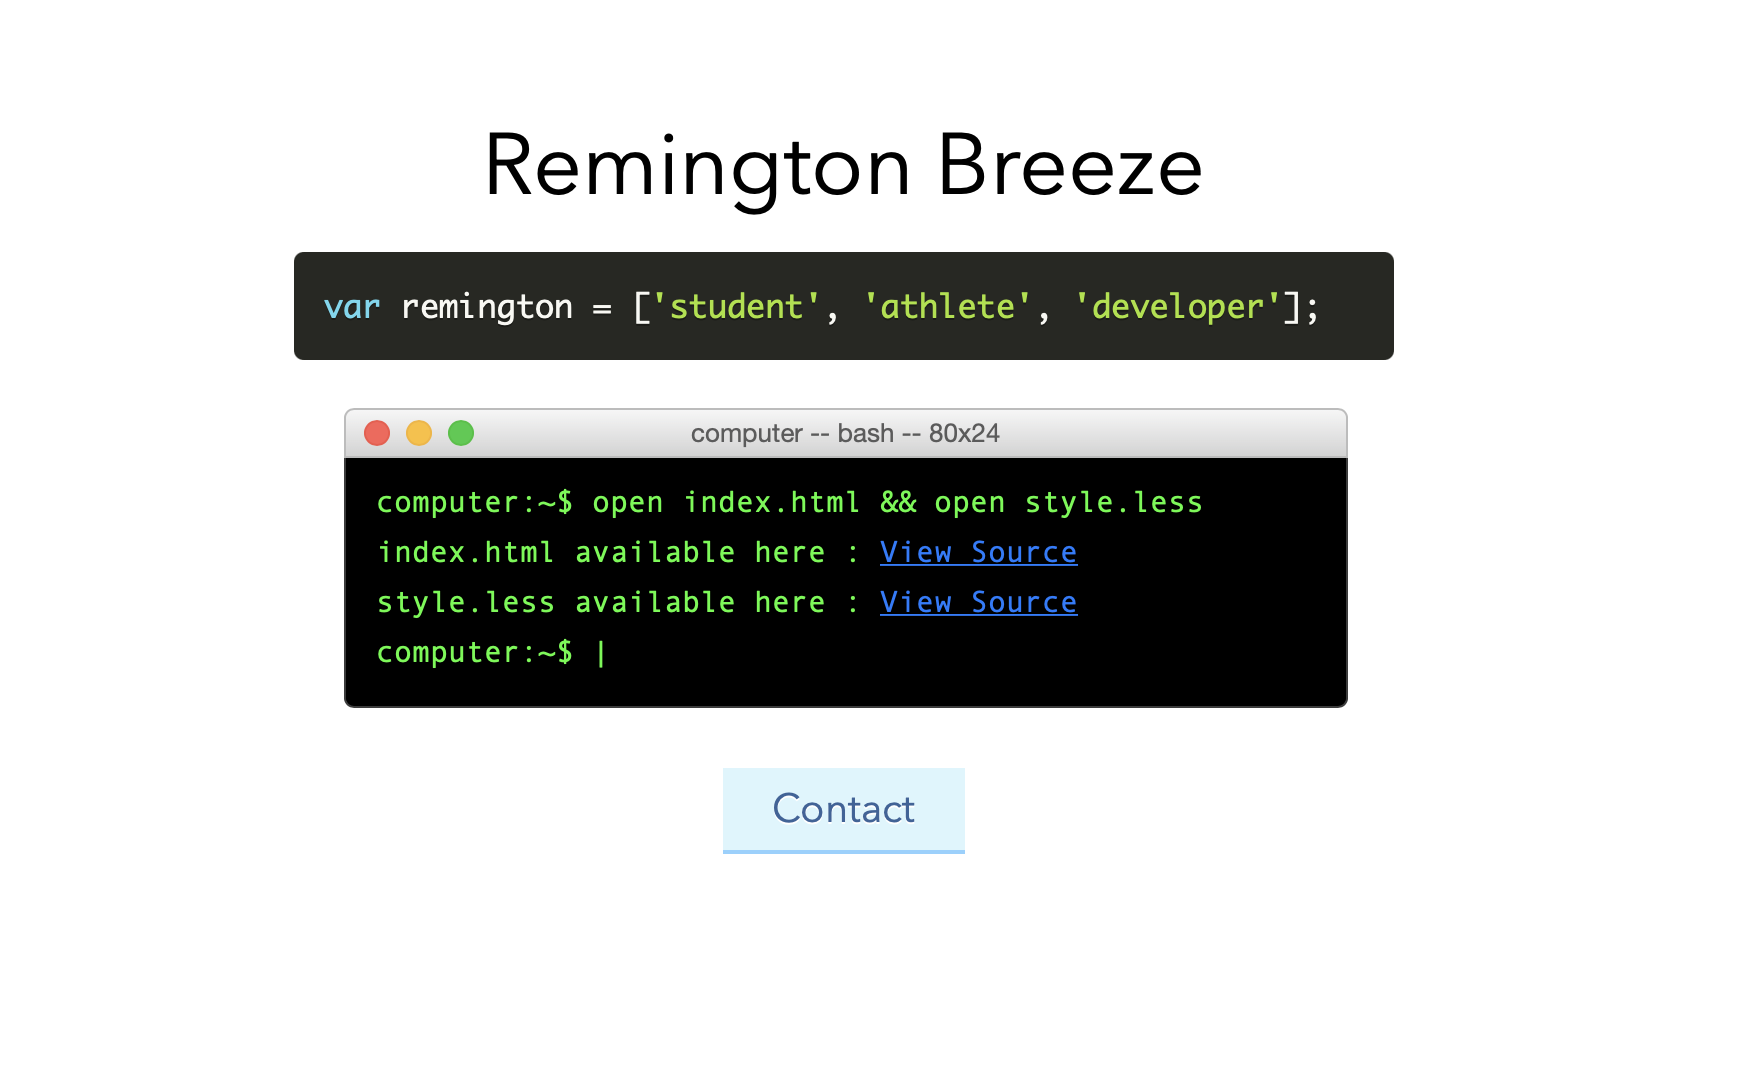 Remington Breeze
var remington = ['student', 'athlete', 'developer'];
computer -- bash -- 80x24
computer:~$ open index.html && open style.less
index.html available here : View Source
style.less available here : View Source
computer:~$ |
Contact